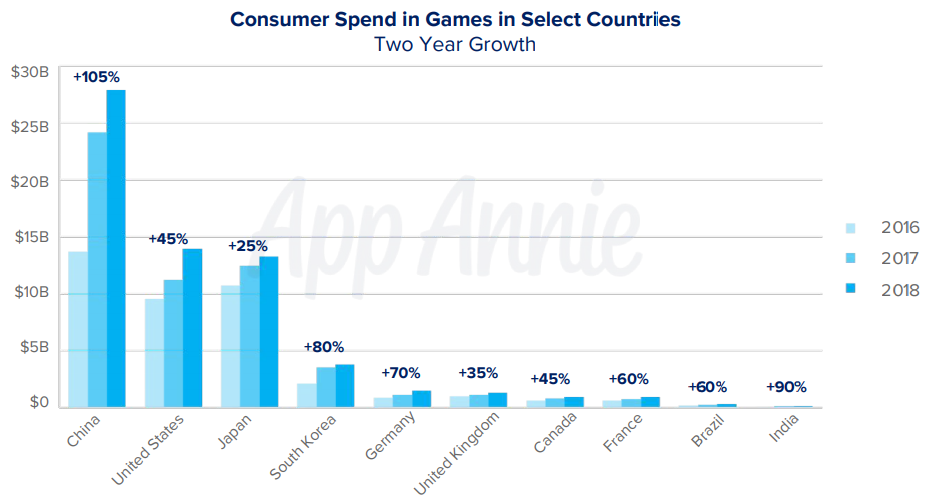 Consumer Spend in Games in Select Countries
Two Year Growth
$30B
$25B
$20B
$15B
$10B
$5B
$0
+105%
+45%
+25%
+80%
+70%
+35%
+45%
+60%
+60%
+90%
App Annie
China
United States
Japan
South Korea
Germany
United Kingdom
Canada
France
Brazil
India
2016
2017
2018